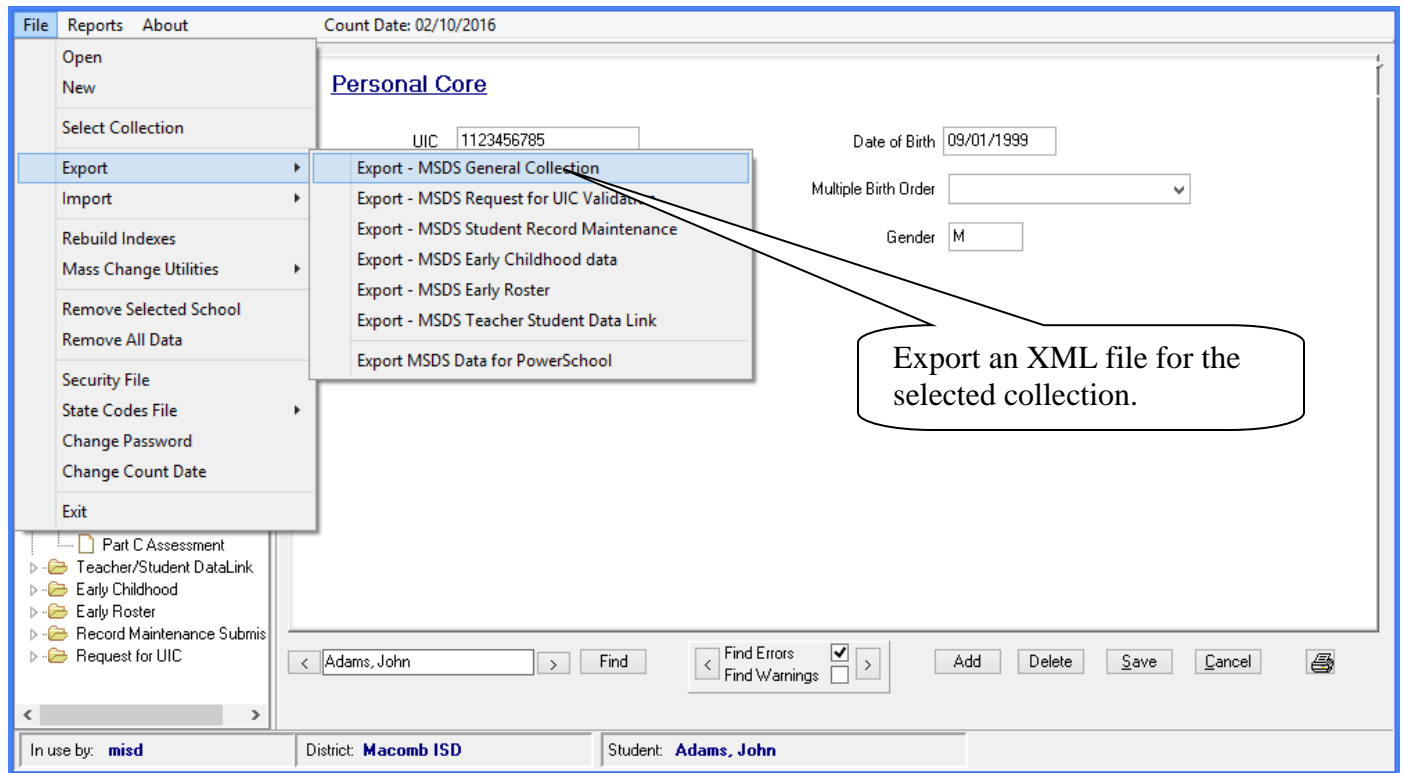 File Reports About Count Date: 02/10/2016
Open
New
Select Collection
Export
Import
Rebuild Indexes
Mass Change Utilities
Remove Selected School
Remove All Data
Security File
State Codes File
Change Password
Change Count Date
Exit
Export - MSDS General Collection
Export - MSDS Request for UIC Validation
Export - MSDS Student Record Maintenance
Export - MSDS Early Childhood data
Export - MSDS Early Roster
Export - MSDS Teacher Student Data Link
Export MSDS Data for PowerSchool
Personal Core
UIC 1123456785
Date of Birth 09/01/1999
Multiple Birth Order
Gender M
Export an XML file for the
selected collection.
Part C Assessment
Teacher/Student DataLink
Early Childhood
Early Roster
Record Maintenance Submis
Request for UIC
< Adams, John > Find < Find Errors > Add Delete Save Cancel
Find Warnings
In use by: misd District: Macomb ISD Student: Adams, John